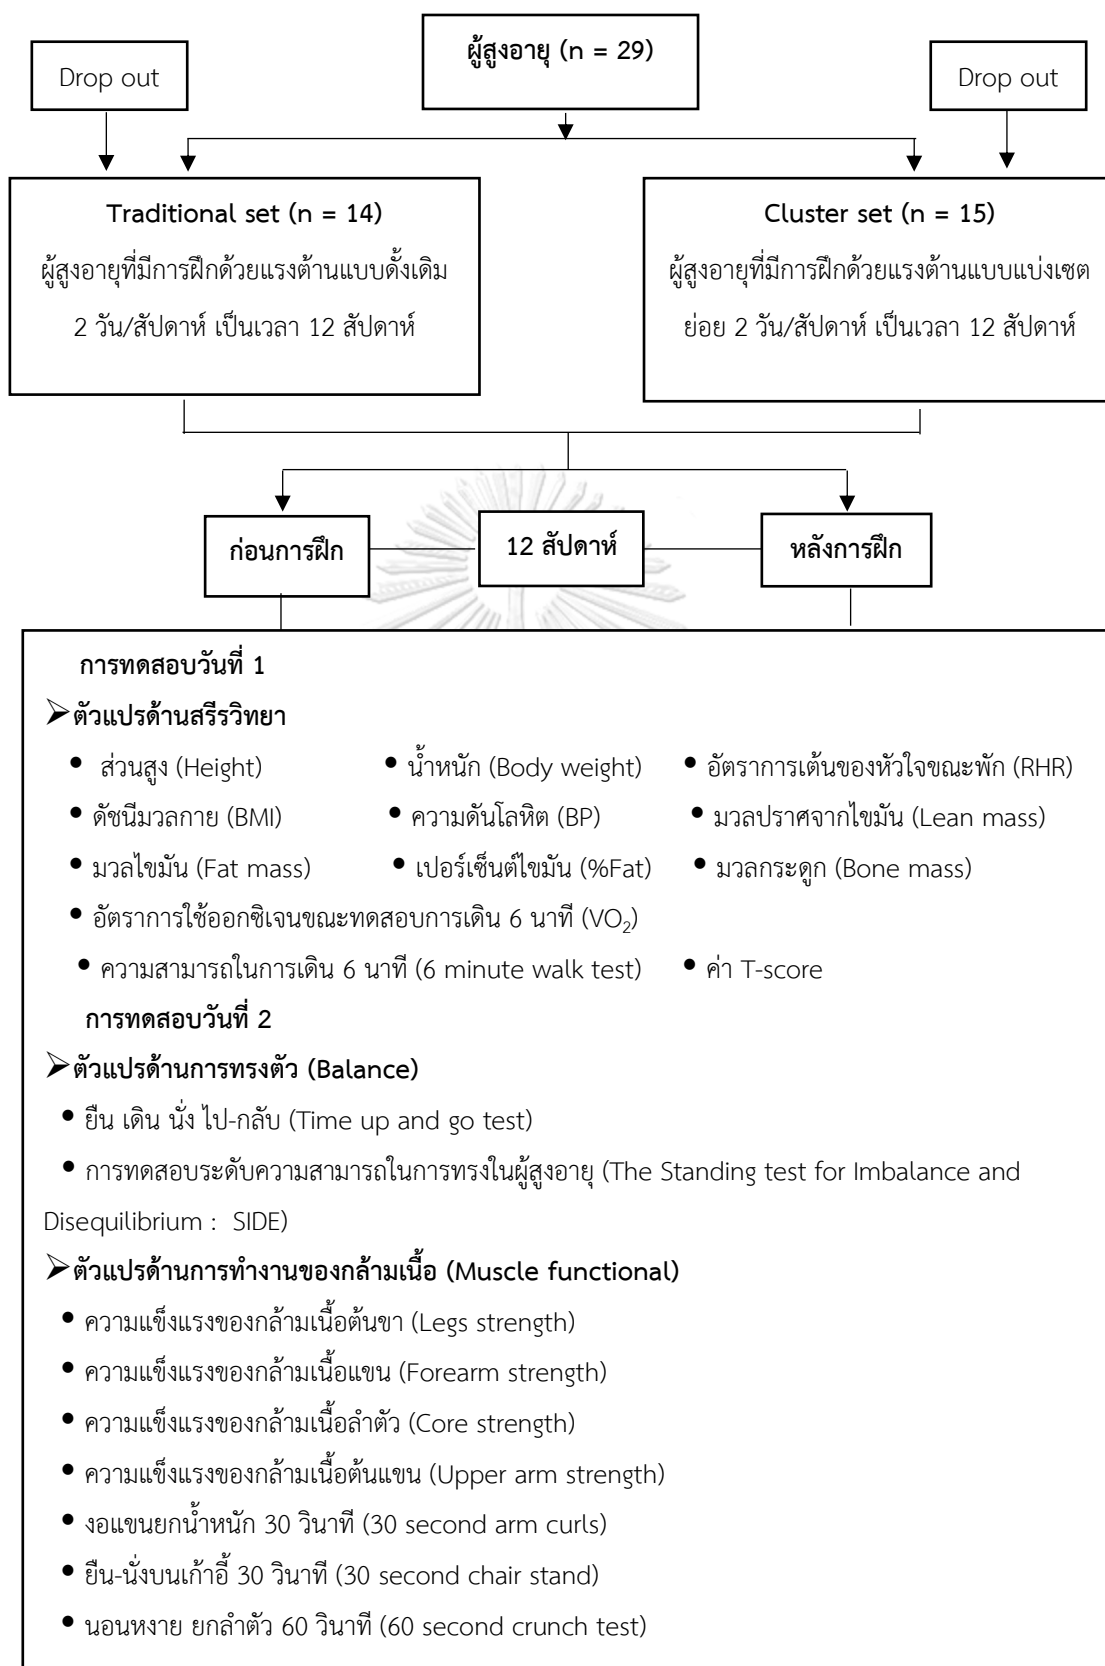 ผู้สูงอายุ (n = 29)
Drop out
Drop out
Traditional set (n = 14)
ผู้สูงอายุที่มีการฝึกด้วยแรงต้านแบบดั้งเดิม
2 วัน/สัปดาห์ เป็นเวลา 12 สัปดาห์
Cluster set (n = 15)
ผู้สูงอายุที่มีการฝึกด้วยแรงต้านแบบแบ่งเซต
ย่อย 2 วัน/สัปดาห์ เป็นเวลา 12 สัปดาห์
ก่อนการฝึก
12 สัปดาห์
หลังการฝึก
การทดสอบวันที่ 1
➢ตัวแปรด้านสรีรวิทยา
• ส่วนสูง (Height) • น้ำหนัก (Body weight) • อัตราการเต้นของหัวใจขณะพัก (RHR)
• ดัชนีมวลกาย (BMI) • ความดันโลหิต (BP) • มวลปราศจากไขมัน (Lean mass)
• มวลไขมัน (Fat mass) • เปอร์เซ็นต์ไขมัน (%Fat) • มวลกระดูก (Bone mass)
• อัตราการใช้ออกซิเจนขณะทดสอบการเดิน 6 นาที (VO₂)
• ความสามารถในการเดิน 6 นาที (6 minute walk test) • ค่า T-score
การทดสอบวันที่ 2
➢ตัวแปรด้านการทรงตัว (Balance)
• ยืน เดิน นั่ง ไป-กลับ (Time up and go test)
• การทดสอบระดับความสามารถในการทรงในผู้สูงอายุ (The Standing test for Imbalance and
Disequilibrium : SIDE)
➢ตัวแปรด้านการทำงานของกล้ามเนื้อ (Muscle functional)
• ความแข็งแรงของกล้ามเนื้อต้นขา (Legs strength)
• ความแข็งแรงของกล้ามเนื้อแขน (Forearm strength)
• ความแข็งแรงของกล้ามเนื้อลำตัว (Core strength)
• ความแข็งแรงของกล้ามเนื้อต้นแขน (Upper arm strength)
• งอแขนยกน้ำหนัก 30 วินาที (30 second arm curls)
• ยืน-นั่งบนเก้าอี้ 30 วินาที (30 second chair stand)
• นอนหงาย ยกลำตัว 60 วินาที (60 second crunch test)